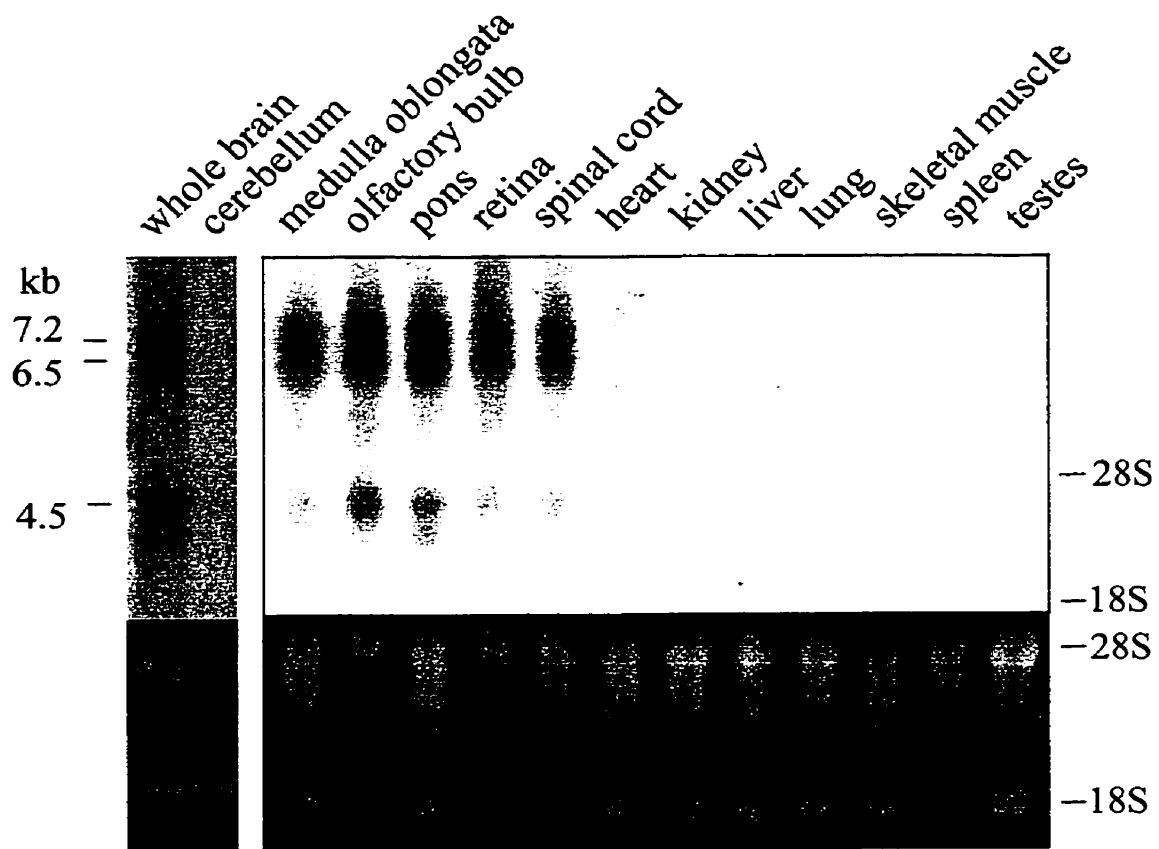 whole brain
cerebellum
medulla oblongata
olfactory bulb
pons
retina
spinal cord
heart
kidney
liver
lung
skeletal muscle
spleen
testes
kb
7.2 –
6.5 –
4.5 –
–28S
–18S
–28S
–18S